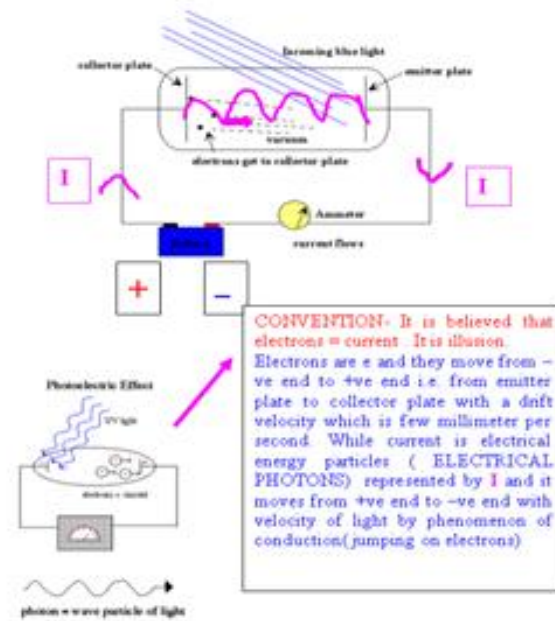 Incoming blue light
collector plate
emitter plate
vacuum
electrons get to collector plate
I
I
Ammeter
current flows
+
−
CONVENTION- It is believed that
electrons = current . It is illusion.
Electrons are e and they move from –
ve end to +ve end i.e. from emitter
plate to collector plate with a drift
velocity which is few millimeter per
second. While current is electrical
energy particles ( ELECTRICAL
PHOTONS) represented by I and it
moves from +ve end to –ve end with
velocity of light by phenomenon of
conduction(jumping on electrons)
Photoelectric Effect
UV light
electrons =
photon = wave particle of light